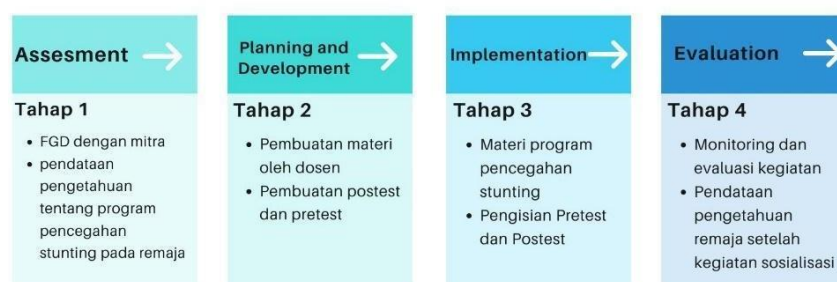 Assesment
Tahap 1
• FGD dengan mitra
• pendataan
pengetahuan
tentang program
pencegahan
stunting pada remaja
Planning and
Development
Tahap 2
• Pembuatan materi
oleh dosen
• Pembuatan postest
dan pretest
Implementation
Tahap 3
• Materi program
pencegahan
stunting
• Pengisian Pretest
dan Postest
Evaluation
Tahap 4
• Monitoring dan
evaluasi kegiatan
• Pendataan
pengetahuan
remaja setelah
kegiatan sosialisasi